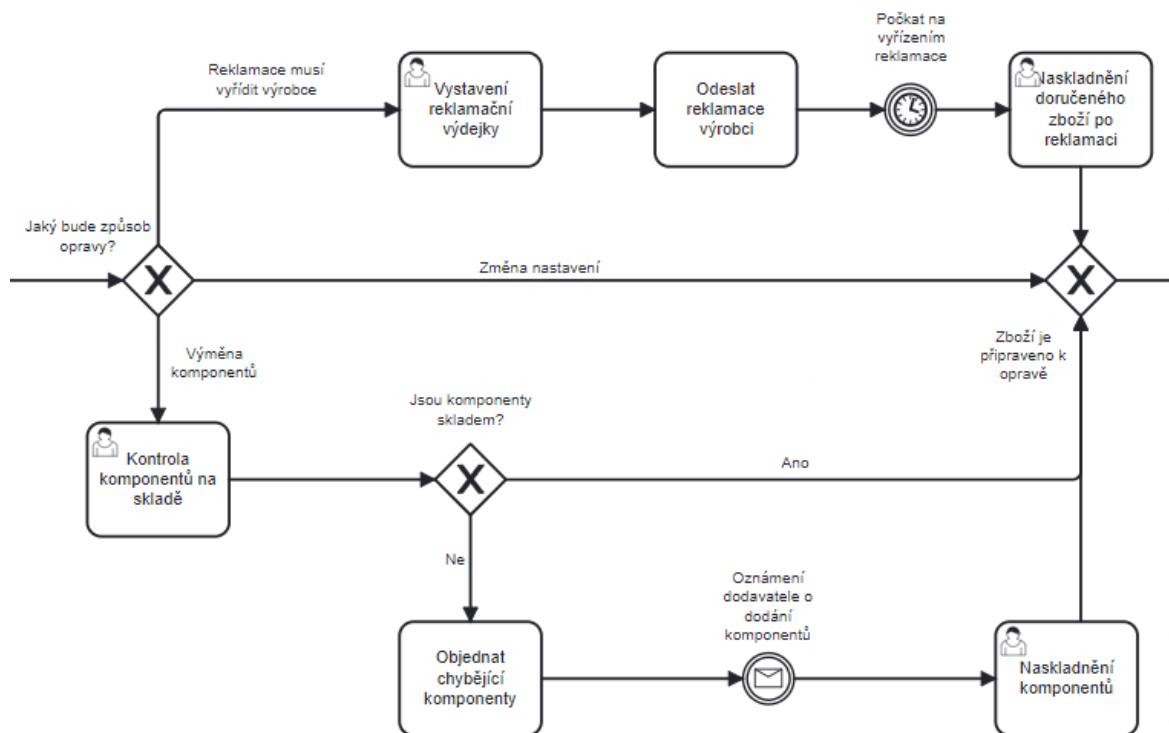 Počkat na
vyřízením
reklamace
Reklamace musí
vyřídit výrobce
Vystavení
reklamační
výdejky
Odeslat
reklamace
výrobci
Naskladnění
doručeného
zboží po
reklamaci
Jaký bude způsob
opravy?
Změna nastavení
Výměna
komponentů
Zboží je
připraveno k
opravě
Jsou komponenty
skladem?
Kontrola
komponentů na
skladě
Ano
Ne
Oznámení
dodavatele o
dodání
komponentů
Objednat
chybějící
komponenty
Naskladnění
komponentů